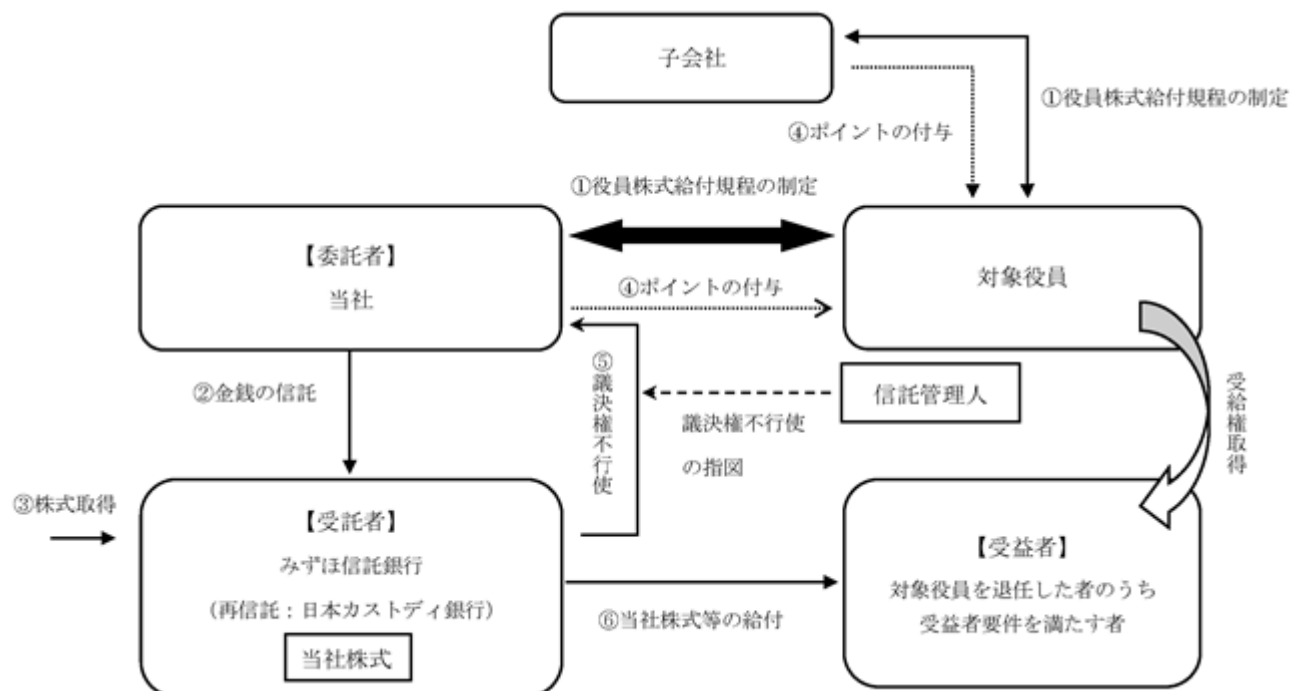 子会社
①役員株式給付規程の制定
④ポイントの付与
①役員株式給付規程の制定
【委託者】
当社
対象役員
④ポイントの付与
②金銭の信託
⑤議決権不行使
信託管理人
議決権不行使
の指図
受給権取得
③株式取得
【受託者】
みずほ信託銀行
(再信託：日本カストディ銀行)
当社株式
⑥当社株式等の給付
【受益者】
対象役員を退任した者のうち
受益者要件を満たす者